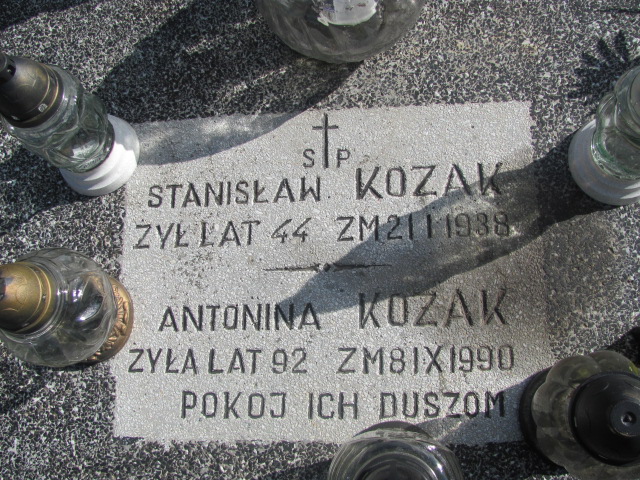 S P
STANISŁAW KOZAK
ŻYŁ LAT 44 ZM 21 I 1938
ANTONINA KOZAK
ŻYŁA LAT 92 ZM 8 IX 1990
POKÓJ ICH DUSZOM